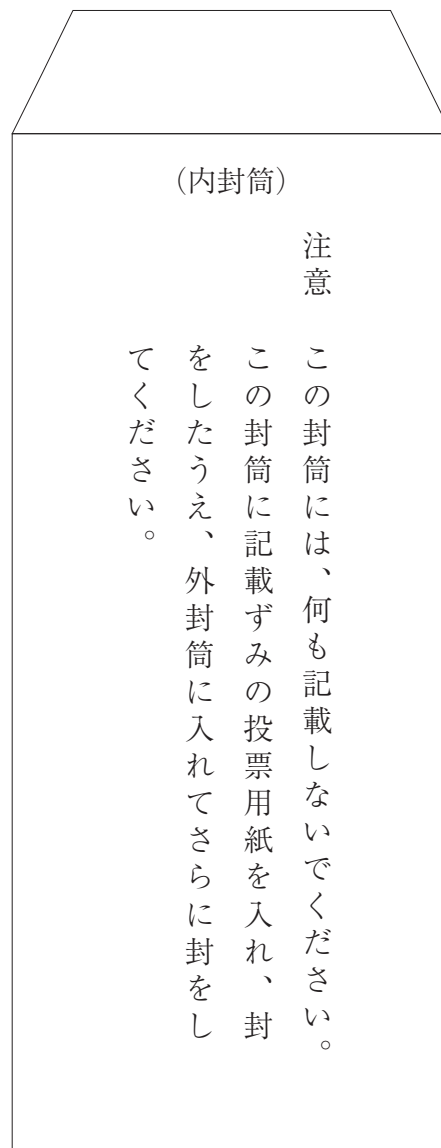 （内封筒）
注意　この封筒には、何も記載しないでください。
この封筒に記載ずみの投票用紙を入れ、封
をしたうえ、外封筒に入れてさらに封をし
てください。